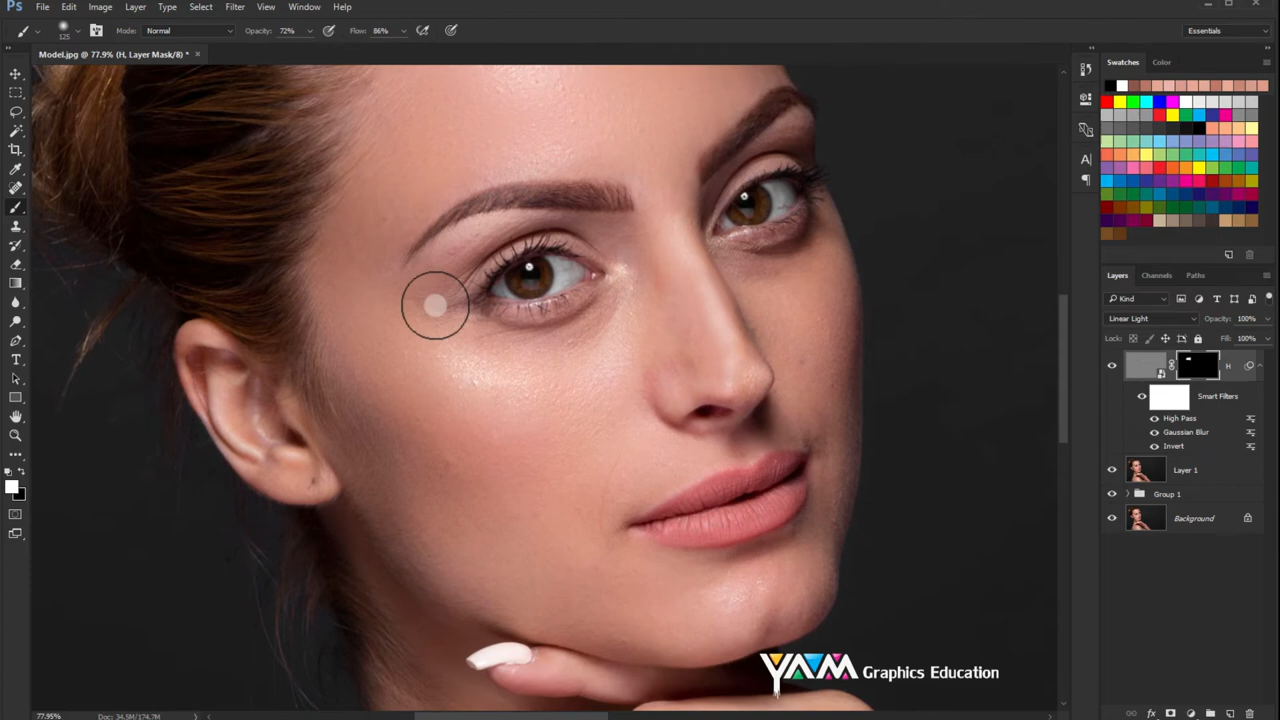 Ps File Edit Image Layer Type Select Filter View Window Help
125 Mode: Normal Opacity: 72% Flow: 86% Essentials
Model.jpg @ 77.9% (H, Layer Mask/8) * ×
Swatches Color
Layers Channels Paths
Kind
Linear Light Opacity: 100%
Lock: Fill: 100%
H
Smart Filters
High Pass
Gaussian Blur
Invert
Layer 1
Group 1
Background
YAM Graphics Education
77.95% Doc: 34.5M/174.7M